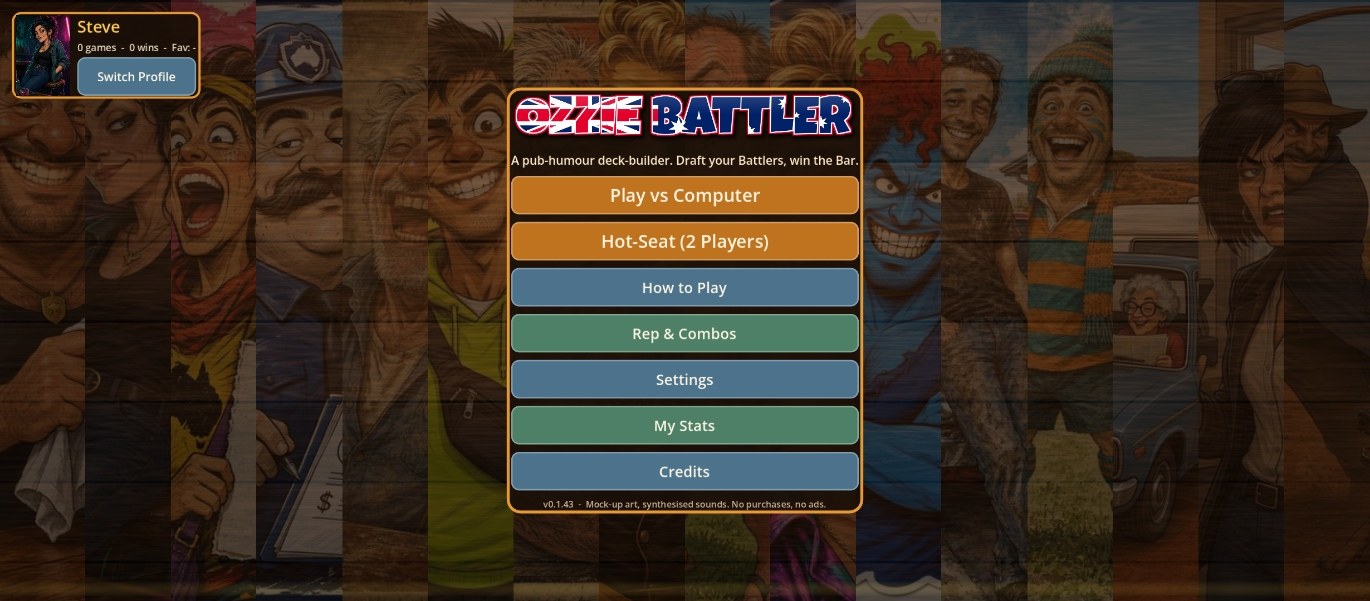 Steve
0 games - 0 wins - Fav: -
Switch Profile
OZZIE BATTLER
A pub-humour deck-builder. Draft your Battlers, win the Bar.
Play vs Computer
Hot-Seat (2 Players)
How to Play
Rep & Combos
Settings
My Stats
Credits
v0.1.43 - Mock-up art, synthesised sounds. No purchases, no ads.
$